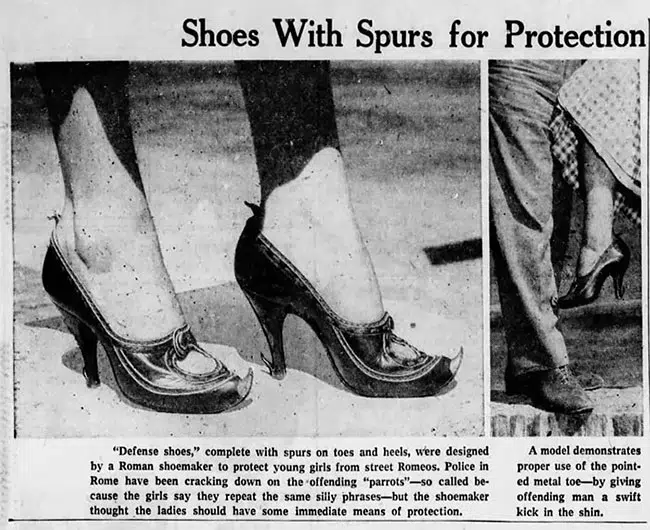 Shoes With Spurs for Protection
"Defense shoes," complete with spurs on toes and heels, were designed
by a Roman shoemaker to protect young girls from street Romeos. Police in
Rome have been cracking down on the offending "parrots"—so called be-
cause the girls say they repeat the same silly phrases—but the shoemaker
thought the ladies should have some immediate means of protection.
A model demonstrates
proper use of the point-
ed metal toe—by giving
offending man a swift
kick in the shin.